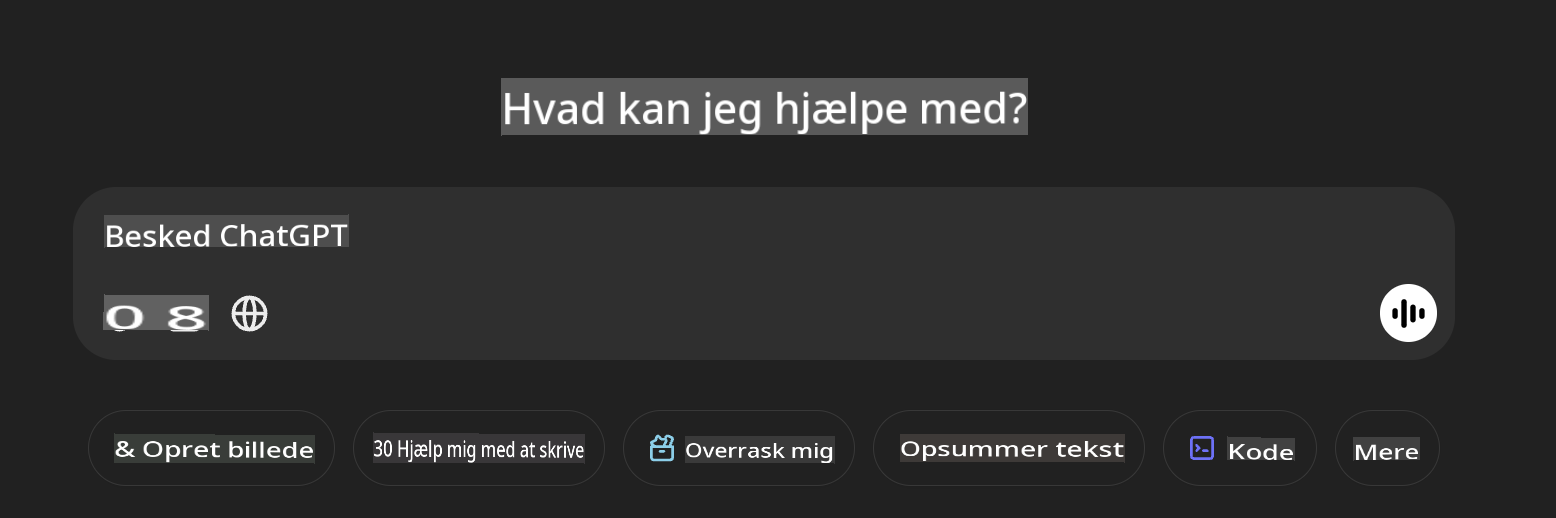 Hvad kan jeg hjælpe med?
Besked ChatGPT
0 8
& Opret billede
30 Hjælp mig med at skrive
Overrask mig
Opsummer tekst
Kode
Mere